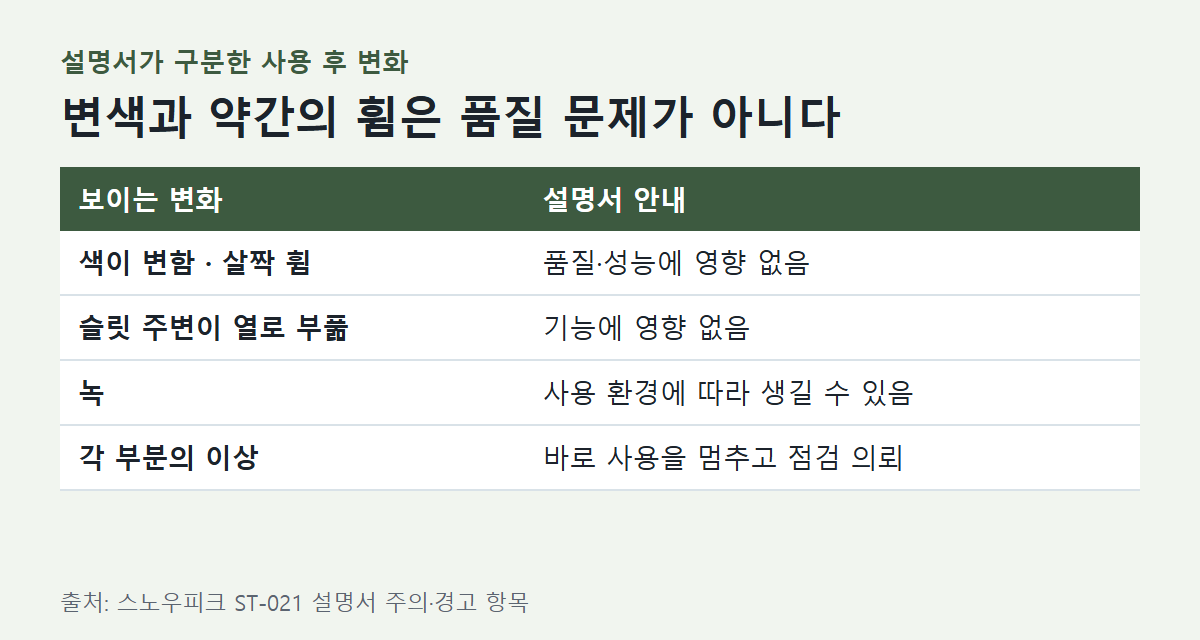 설명서가 구분한 사용 후 변화
변색과 약간의 휨은 품질 문제가 아니다
보이는 변화 설명서 안내
색이 변함 · 살짝 휨 품질·성능에 영향 없음
슬릿 주변이 열로 부풂 기능에 영향 없음
녹 사용 환경에 따라 생길 수 있음
각 부분의 이상 바로 사용을 멈추고 점검 의뢰
출처: 스노우피크 ST-021 설명서 주의·경고 항목